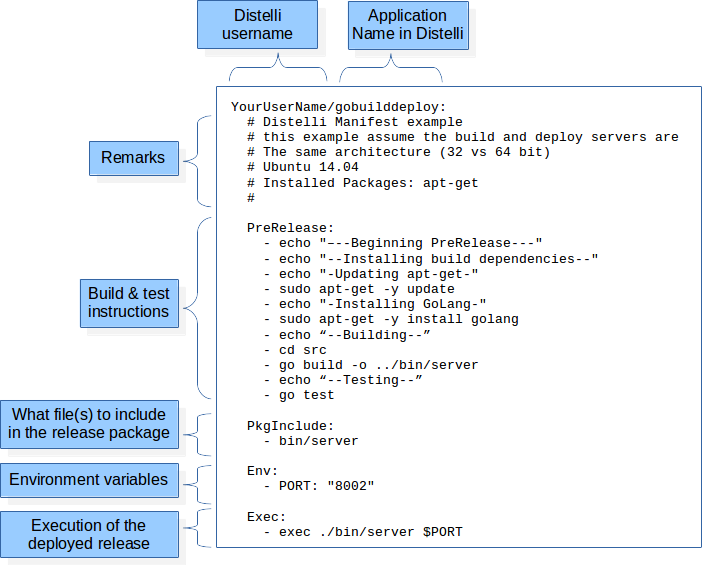 Distelli
username
Application
Name in Distelli
YourUserName/gobuilddeploy:
# Distelli Manifest example
# this example assume the build and deploy servers are
# The same architecture (32 vs 64 bit)
# Ubuntu 14.04
# Installed Packages: apt-get
#
Remarks
PreRelease:
- echo "---Beginning PreRelease---"
- echo "--Installing build dependencies--"
- echo "-Updating apt-get-"
- sudo apt-get -y update
- echo "-Installing GoLang-"
- sudo apt-get -y install golang
- echo “--Building--”
- cd src
- go build -o ../bin/server
- echo “--Testing--”
- go test
Build & test
instructions
PkgInclude:
- bin/server
What file(s) to include
in the release package
Env:
- PORT: "8002"
Environment variables
Exec:
- exec ./bin/server $PORT
Execution of the
deployed release